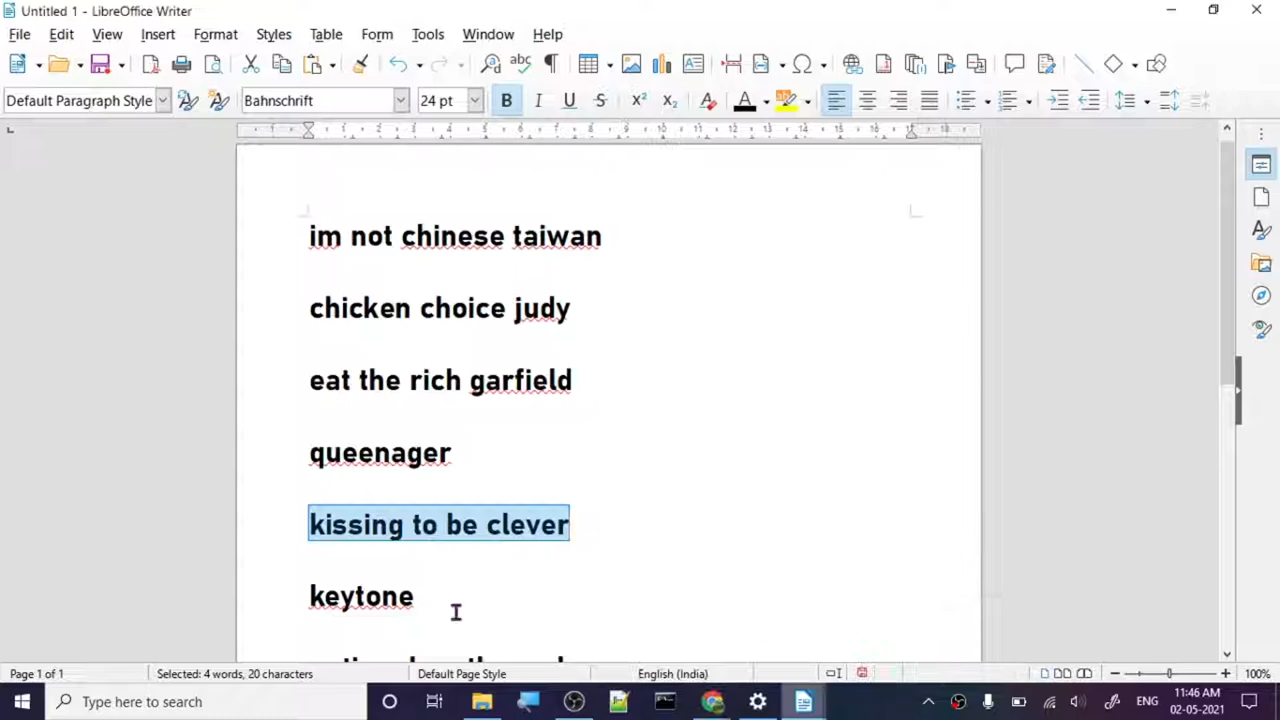 Untitled 1 - LibreOffice Writer
File Edit View Insert Format Styles Table Form Tools Window Help
Default Paragraph Style Bahnschrift 24 pt
im not chinese taiwan
chicken choice judy
eat the rich garfield
queenager
kissing to be clever
keytone
Page 1 of 1 Selected: 4 words, 20 characters Default Page Style English (India) 100%
Type here to search ENG 11:46 AM
02-05-2021